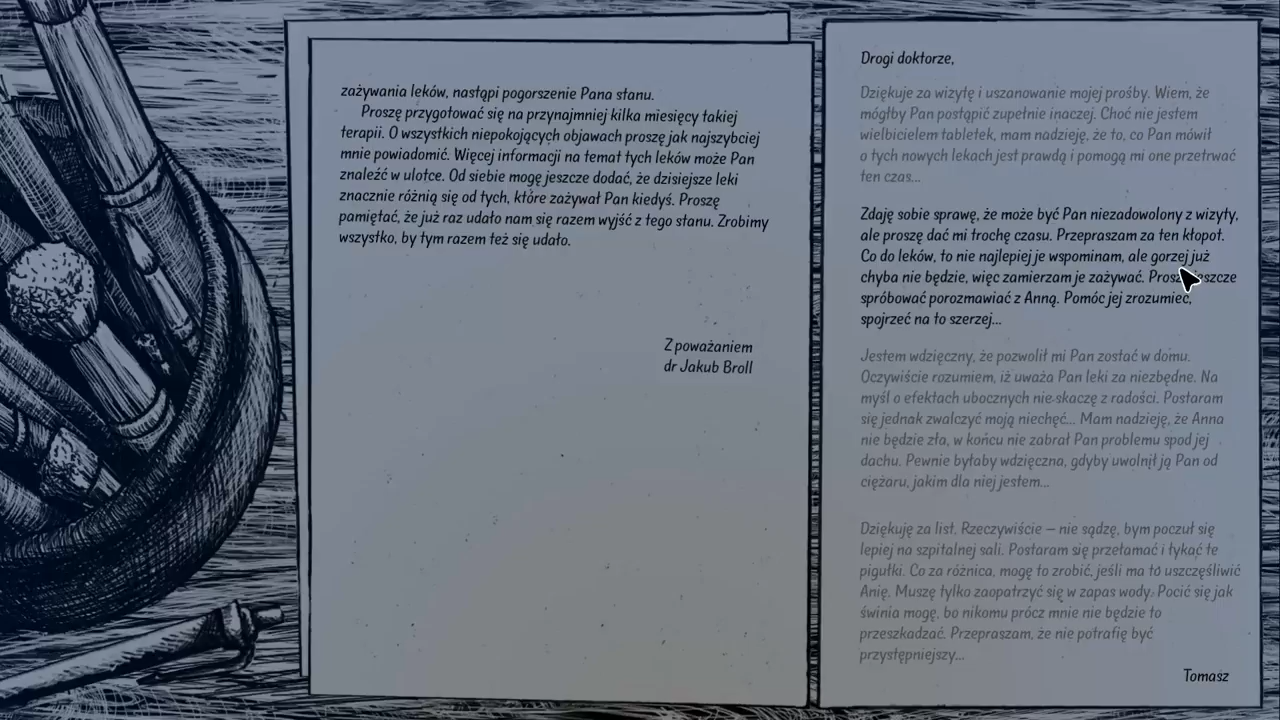 zażywania leków, nastąpi pogorszenie Pana stanu.
Proszę przygotować się na przynajmniej kilka miesięcy takiej
terapii. O wszystkich niepokojących objawach proszę jak najszybciej
mnie powiadomić. Więcej informacji na temat tych leków może Pan
znaleźć w ulotce. Od siebie mogę jeszcze dodać, że dzisiejsze leki
znacznie różnią się od tych, które zażywał Pan kiedyś. Proszę
pamiętać, że już raz udało nam się razem wyjść z tego stanu. Zrobimy
wszystko, by tym razem też się udało.
Z poważaniem
dr Jakub Broll
Drogi doktorze,
Dziękuje za wizytę i uszanowanie mojej prośby. Wiem, że
mógłby Pan postąpić zupełnie inaczej. Choć nie jestem
wielbicielem tabletek, mam nadzieję, że to, co Pan mówił
o tych nowych lekach jest prawdą i pomogą mi one przetrwać
ten czas...
Zdaję sobie sprawę, że może być Pan niezadowolony z wizyty,
ale proszę dać mi trochę czasu. Przepraszam za ten kłopot.
Co do leków, to nie najlepiej je wspominam, ale gorzej już
chyba nie będzie, więc zamierzam je zażywać. Proszę jeszcze
spróbować porozmawiać z Anną. Pomóc jej zrozumieć,
spojrzeć na to szerzej...
Jestem wdzięczny, że pozwolił mi Pan zostać w domu.
Oczywiście rozumiem, iż uważa Pan leki za niezbędne. Na
myśl o efektach ubocznych nie skaczę z radości. Postaram
się jednak zwalczyć moją niechęć... Mam nadzieję, że Anna
nie będzie zła, w końcu nie zabrał Pan problemu spod jej
dachu. Pewnie byłaby wdzięczna, gdyby uwolnił ją Pan od
ciężaru, jakim dla niej jestem...
Dziękuję za list. Rzeczywiście – nie sądzę, bym poczuł się
lepiej na szpitalnej sali. Postaram się przełamać i łykąć te
pigułki. Co za różnica, mogę to zrobić, jeśli ma to uszczęśliwić
Anię. Muszę tylko zaopatrzyć się w zapas wody. Pocić się jak
świnia mogę, bo nikomu prócz mnie nie będzie to
przeszkadzać. Przepraszam, że nie potrafię być
przystępniejszy...
Tomasz